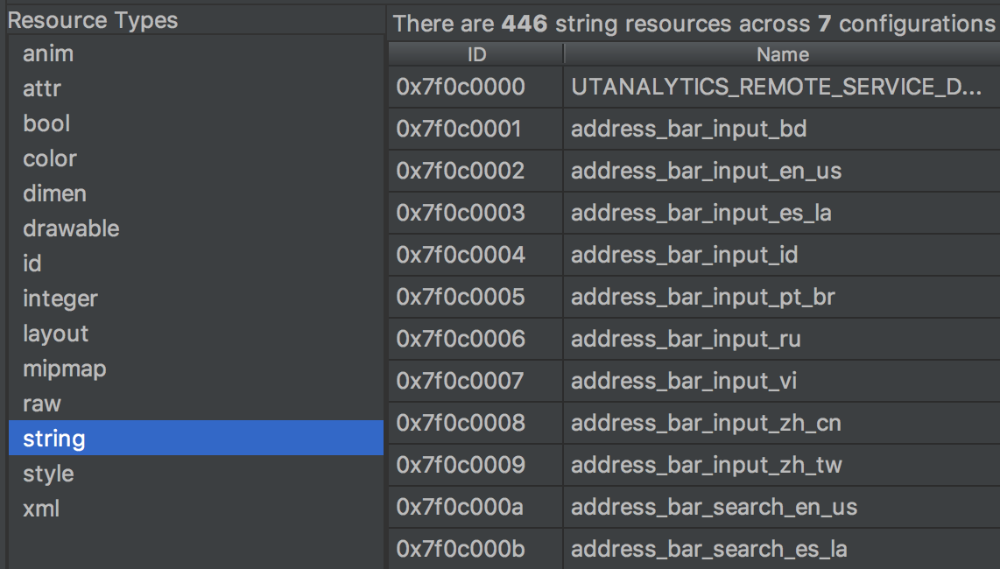 Resource Types
anim
attr
bool
color
dimen
drawable
id
integer
layout
mipmap
raw
string
style
xml
There are 446 string resources across 7 configurations
ID Name
0x7f0c0000 UTANALYTICS_REMOTE_SERVICE_D...
0x7f0c0001 address_bar_input_bd
0x7f0c0002 address_bar_input_en_us
0x7f0c0003 address_bar_input_es_la
0x7f0c0004 address_bar_input_id
0x7f0c0005 address_bar_input_pt_br
0x7f0c0006 address_bar_input_ru
0x7f0c0007 address_bar_input_vi
0x7f0c0008 address_bar_input_zh_cn
0x7f0c0009 address_bar_input_zh_tw
0x7f0c000a address_bar_search_en_us
0x7f0c000b address_bar_search_es_la